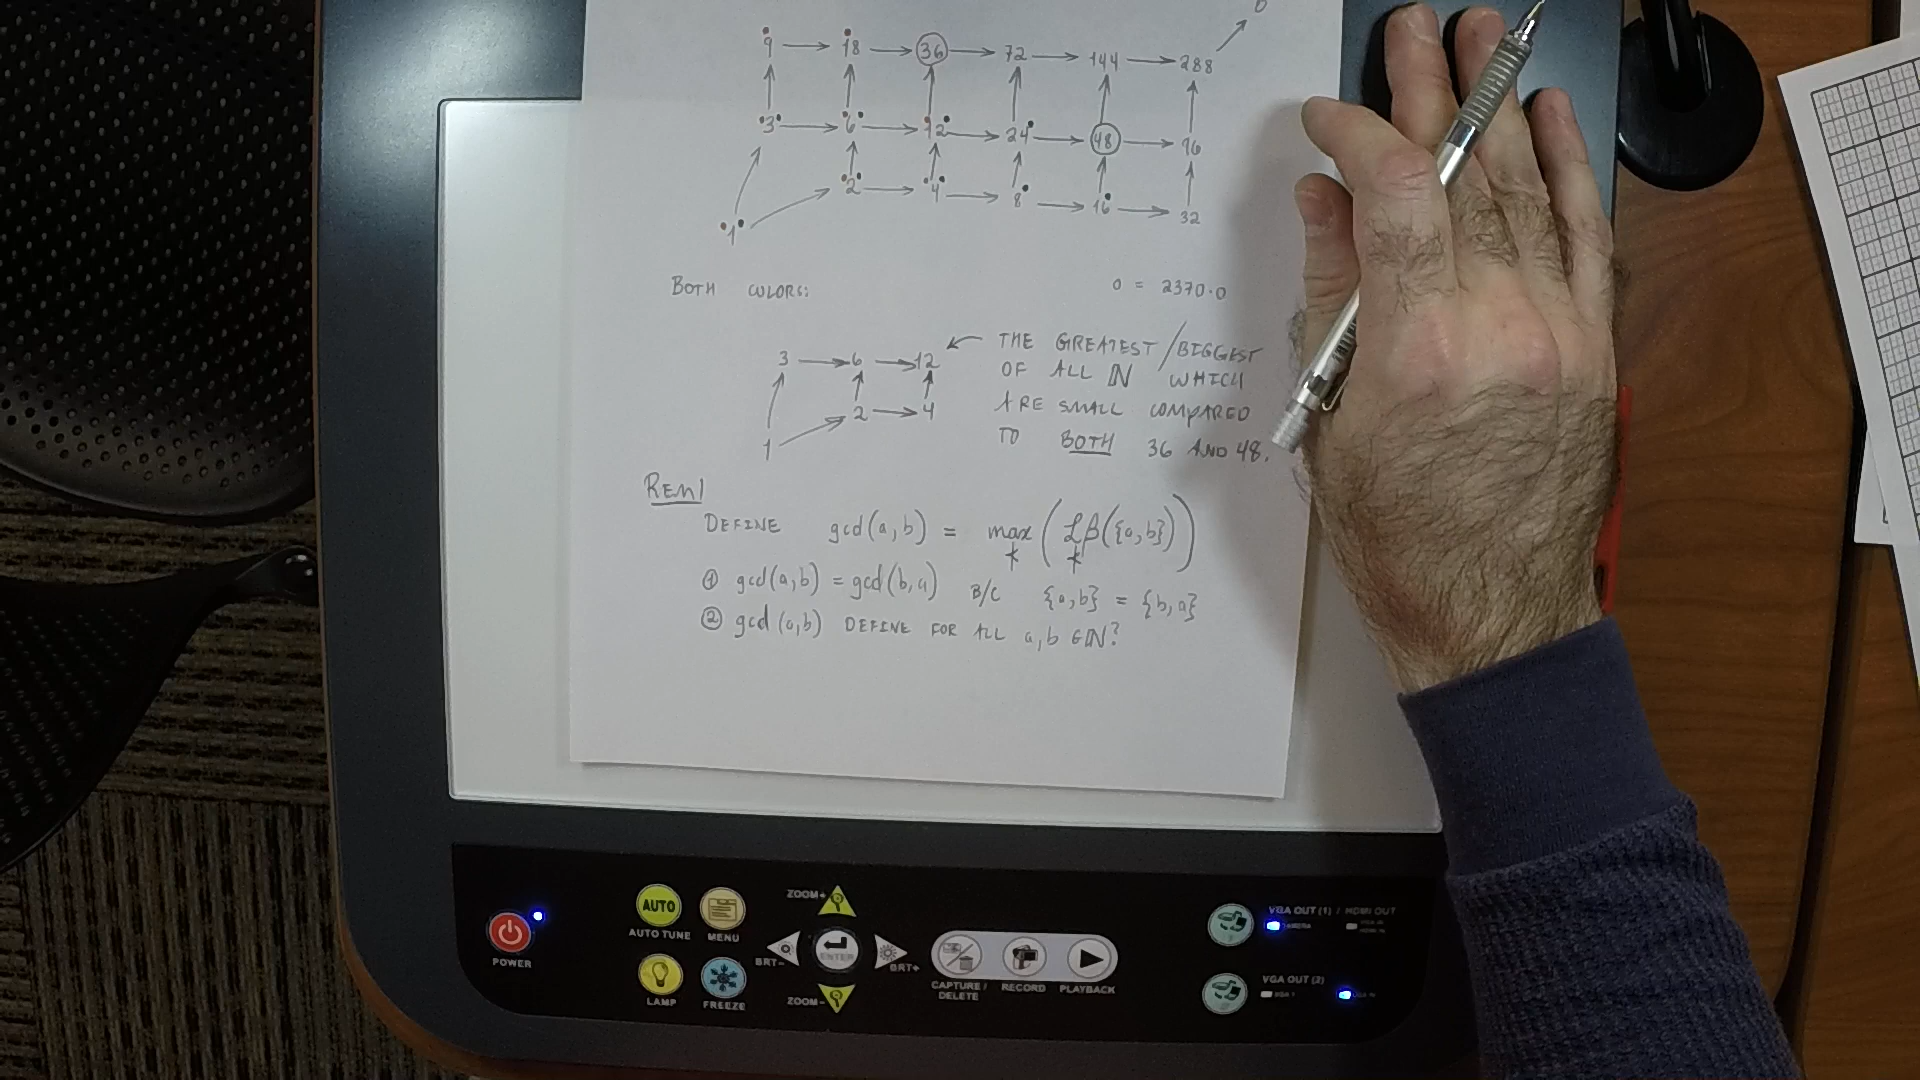 0
9 → 18 → 36 → 72 → 144 → 288
3 → 6 → 12 → 24 → 48 → 96
2 → 4 → 8 → 16 → 32
1
BOTH COLORS:
0 = 2370·0
3 → 6 → 12
2 → 4
1
THE GREATEST/BIGGEST
OF ALL ℕ WHICH
ARE SMALL COMPARED
TO BOTH 36 AND 48.
REM
DEFINE gcd(a,b) = max (ℒβ({a,b}))
① gcd(a,b) = gcd(b,a) B/C {a,b} = {b,a}
② gcd(a,b) DEFINE FOR ALL a,b ∈ ℕ?
POWER
AUTO
AUTO TUNE
MENU
LAMP
FREEZE
ZOOM+
BRT-
ENTER
BRT+
ZOOM-
CAPTURE / DELETE
RECORD
PLAYBACK
VGA OUT (1) / HDMI OUT
CAMERA
VGA OUT (2)